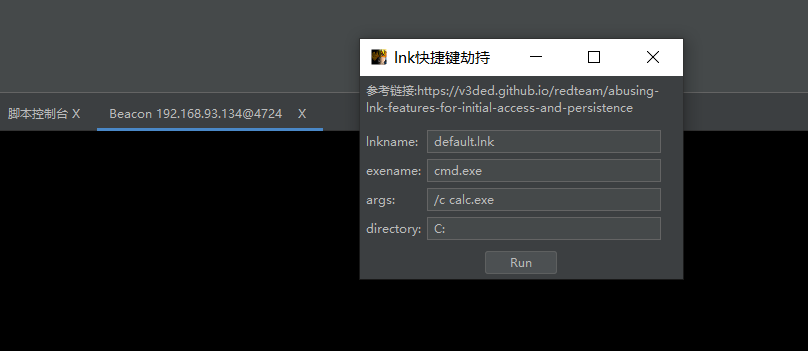 lnk快捷键劫持
参考链接:https://v3ded.github.io/redteam/abusing-
lnk-features-for-initial-access-and-persistence
脚本控制台 X
Beacon 192.168.93.134@4724 X
lnkname: default.lnk
exename: cmd.exe
args: /c calc.exe
directory: C:
Run